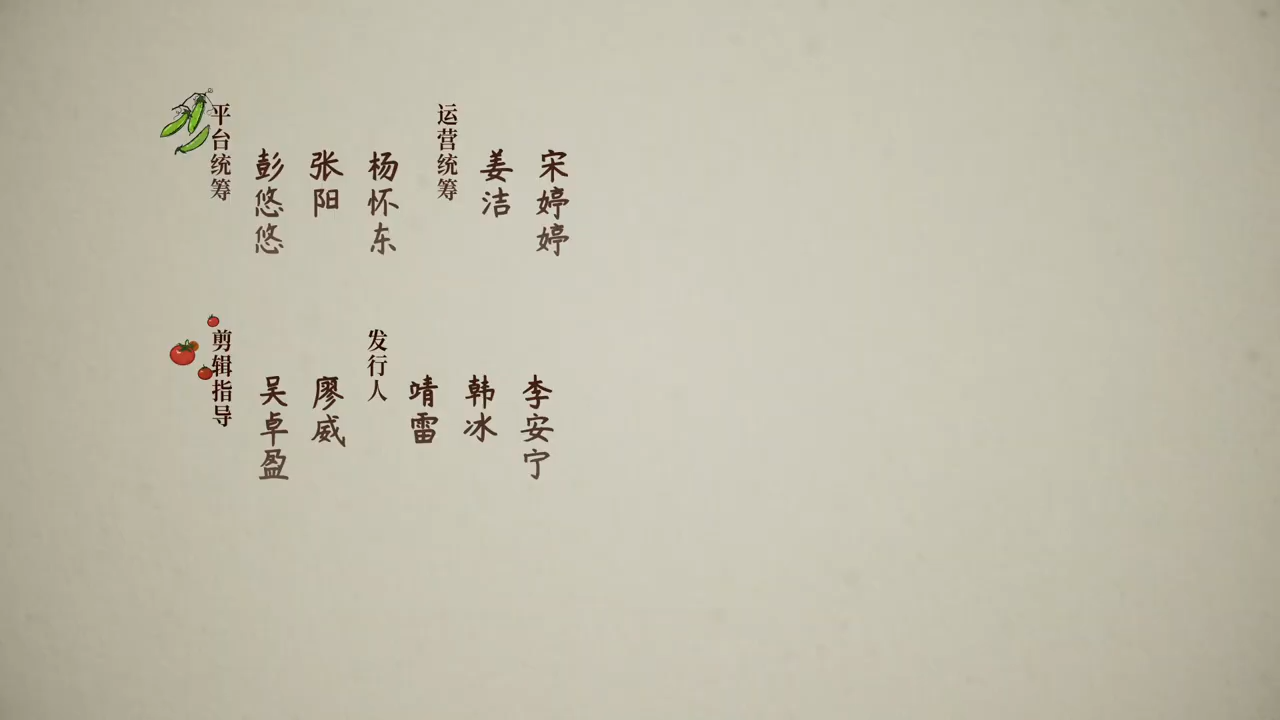 平台统筹
彭悠悠
张阳
杨怀东
运营统筹
姜洁
宋婷婷
剪辑指导
吴卓盈
廖威
发行人
靖雷
韩冰
李安宁